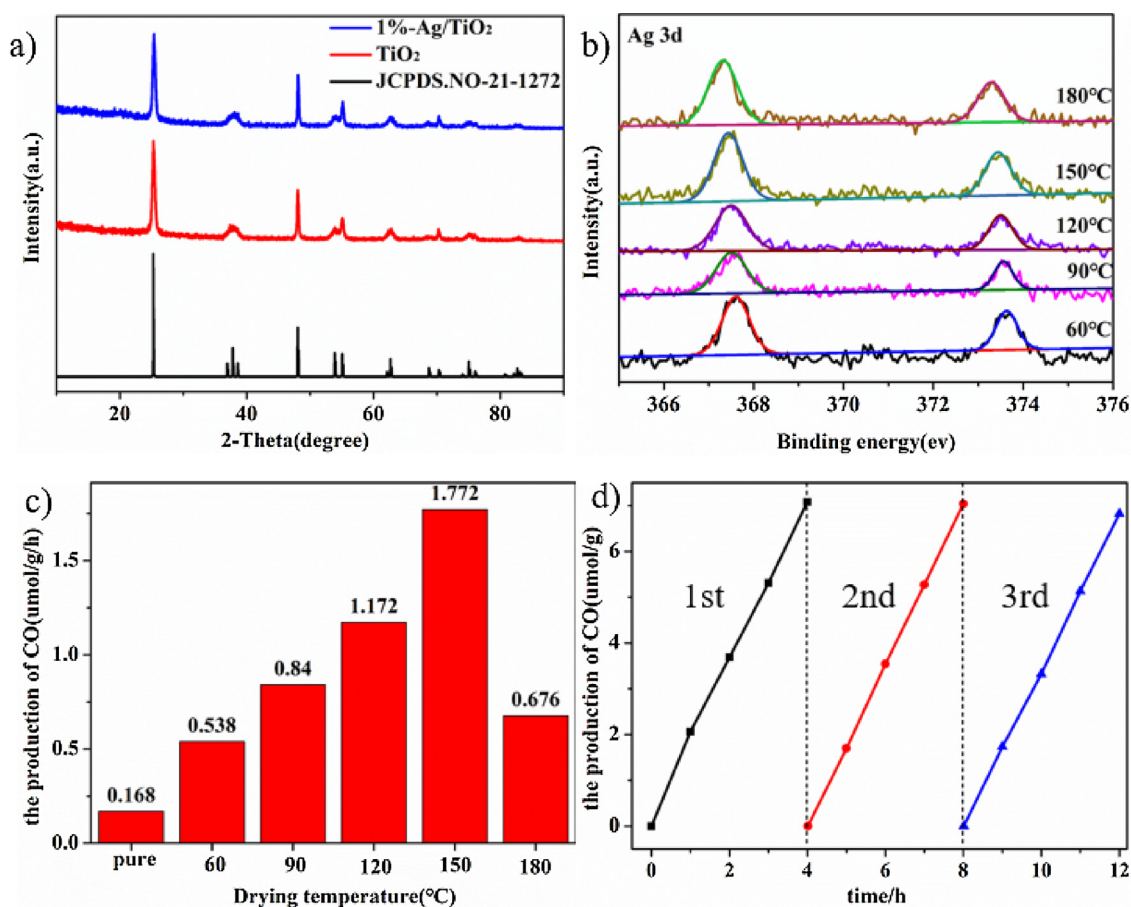 a)
1%-Ag/TiO₂
TiO₂
JCPDS.NO-21-1272
Intensity(a.u.)
20 40 60 80
2-Theta(degree)
b)
Ag 3d
180°C
150°C
120°C
90°C
60°C
Intensity(a.u.)
366 368 370 372 374 376
Binding energy(ev)
c)
the production of CO(umol/g/h)
1.5
1.0
0.5
0.0
0.168
0.538
0.84
1.172
1.772
0.676
pure 60 90 120 150 180
Drying temperature(°C)
d)
the production of CO(umol/g)
6
4
2
0
1st 2nd 3rd
0 2 4 6 8 10 12
time/h